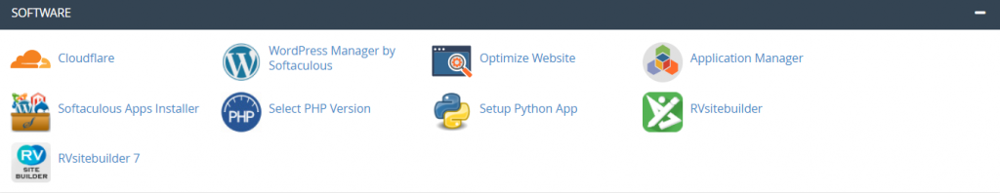 SOFTWARE
Cloudflare
WordPress Manager by
Softaculous
Optimize Website
Application Manager
Softaculous Apps Installer
PHP
Select PHP Version
Setup Python App
RVsitebuilder
RV
SITE
BUILDER
RVsitebuilder 7